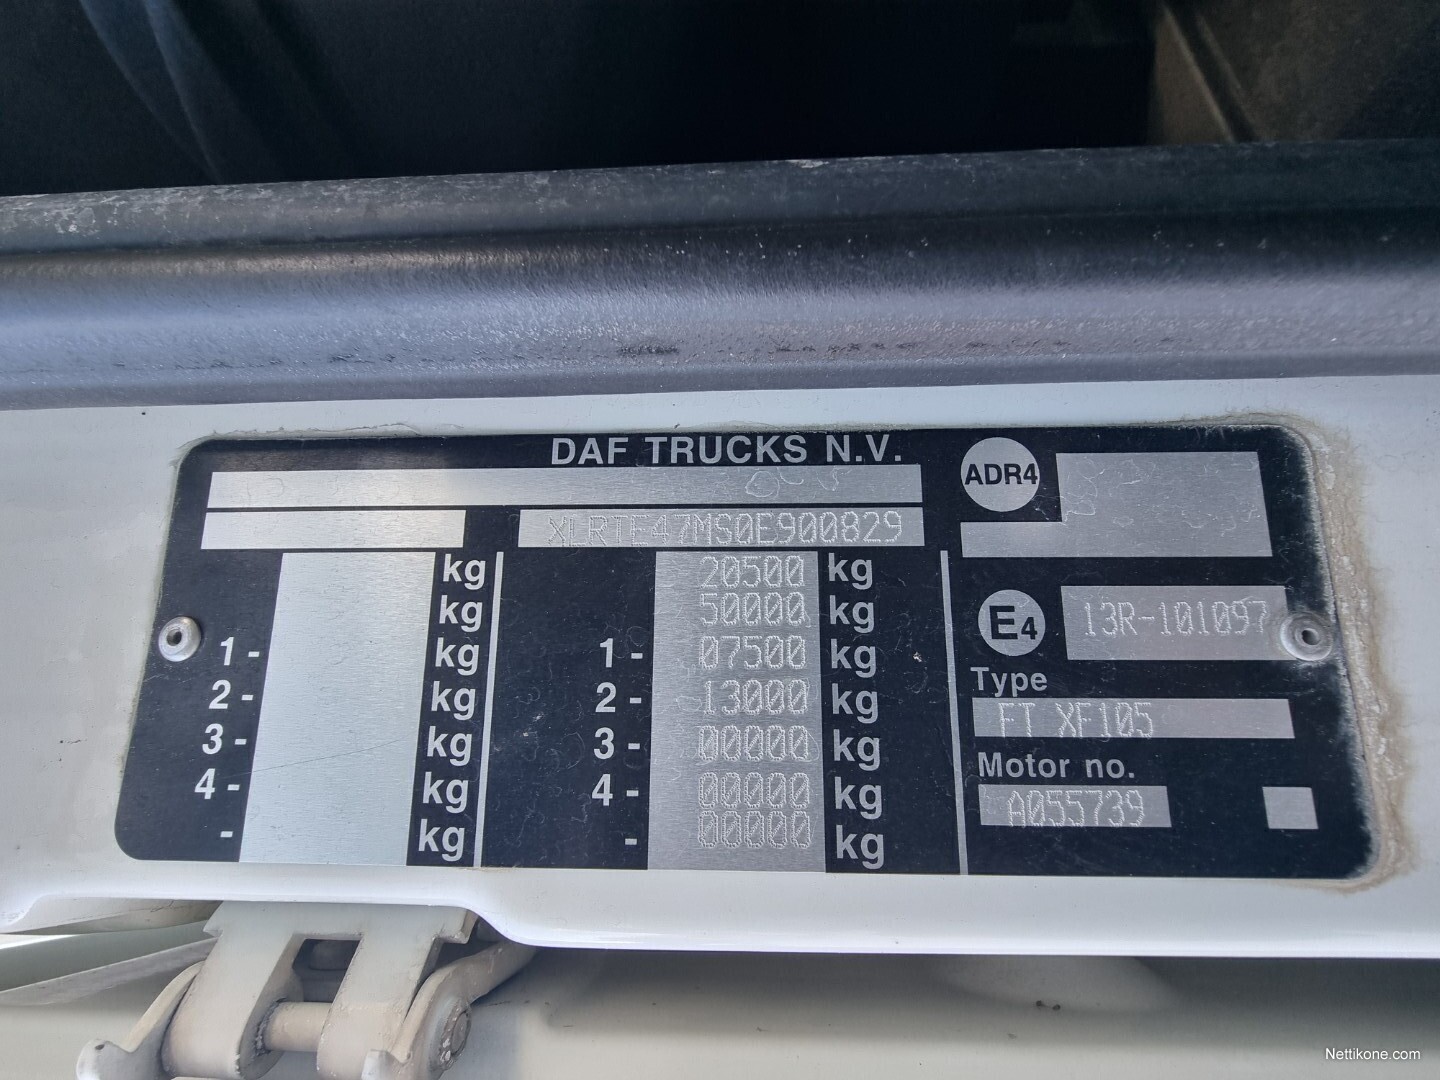 DAF TRUCKS N.V.
XLRTE47MS0E900829
kg
kg
1 - kg
2 - kg
3 - kg
4 - kg
- kg
20500 kg
50000 kg
1 - 07500 kg
2 - 13000 kg
3 - 00000 kg
4 - 00000 kg
- 00000 kg
ADR4
E4 13R-101097
Type
FT XF105
Motor no.
A055739
Nettikone.com